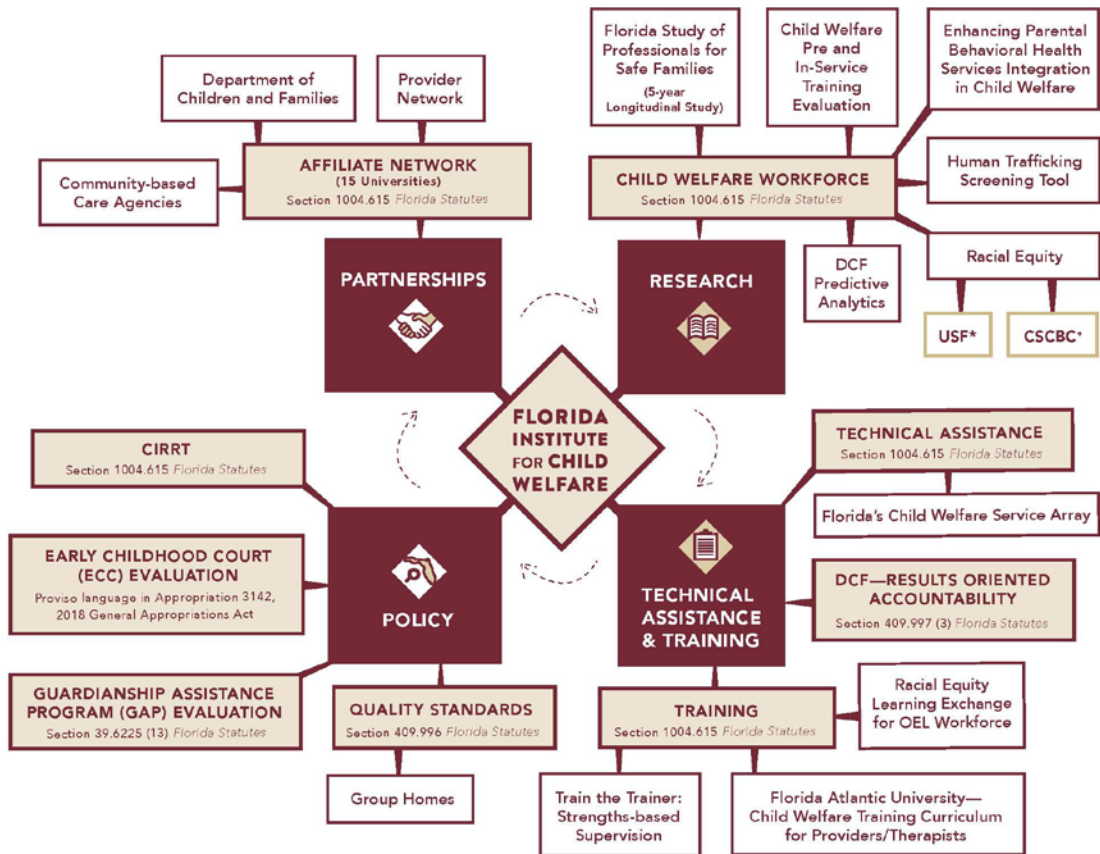 Department of
Children and Families
Provider
Network
Community-based
Care Agencies
AFFILIATE NETWORK
(15 Universities)
Section 1004.615 Florida Statutes
PARTNERSHIPS
Florida Study of
Professionals for
Safe Families
(5-year
Longitudinal Study)
Child Welfare
Pre and
In-Service
Training
Evaluation
Enhancing Parental
Behavioral Health
Services Integration
in Child Welfare
CHILD WELFARE WORKFORCE
Section 1004.615 Florida Statutes
Human Trafficking
Screening Tool
RESEARCH
DCF
Predictive
Analytics
Racial Equity
USF*
CSCBC+
FLORIDA
INSTITUTE
FOR CHILD
WELFARE
TECHNICAL ASSISTANCE
Section 1004.615 Florida Statutes
Florida's Child Welfare Service Array
TECHNICAL
ASSISTANCE
& TRAINING
DCF—RESULTS ORIENTED
ACCOUNTABILITY
Section 409.997 (3) Florida Statutes
TRAINING
Section 1004.615 Florida Statutes
Racial Equity
Learning Exchange
for OEL Workforce
Train the Trainer:
Strengths-based
Supervision
Florida Atlantic University—
Child Welfare Training Curriculum
for Providers/Therapists
CIRRT
Section 1004.615 Florida Statutes
EARLY CHILDHOOD COURT
(ECC) EVALUATION
Proviso language in Appropriation 3142,
2018 General Appropriations Act
POLICY
GUARDIANSHIP ASSISTANCE
PROGRAM (GAP) EVALUATION
Section 39.6225 (13) Florida Statutes
QUALITY STANDARDS
Section 409.996 Florida Statutes
Group Homes